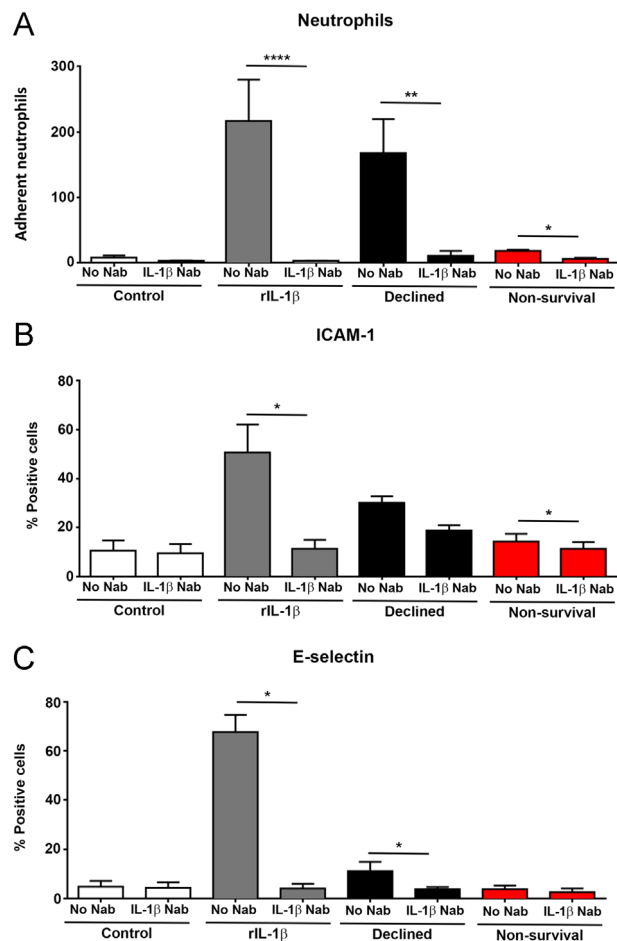 A
Neutrophils
Adherent neutrophils
300
200
100
0
****
**
*
No Nab IL-1β Nab No Nab IL-1β Nab No Nab IL-1β Nab No Nab IL-1β Nab
Control rIL-1β Declined Non-survival
B
ICAM-1
% Positive cells
80
60
40
20
0
*
*
No Nab IL-1β Nab No Nab IL-1β Nab No Nab IL-1β Nab No Nab IL-1β Nab
Control rIL-1β Declined Non-survival
C
E-selectin
% Positive cells
80
60
40
20
0
*
*
No Nab IL-1β Nab No Nab IL-1β Nab No Nab IL-1β Nab No Nab IL-1β Nab
Control rIL-1β Declined Non-survival